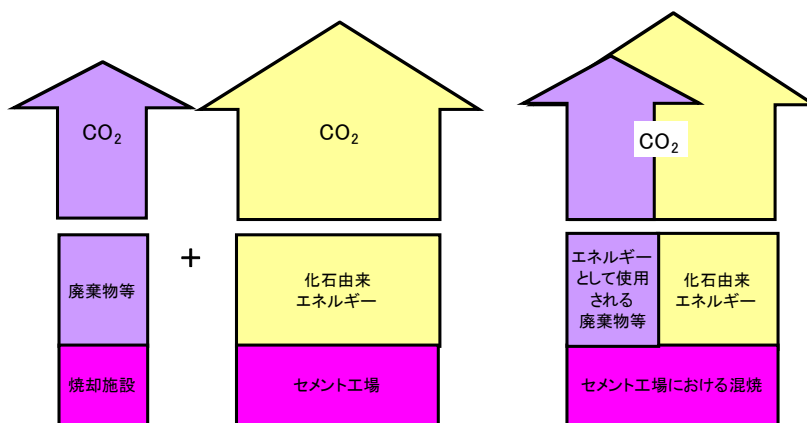 CO₂
CO₂
CO₂
廃棄物等
+
化石由来
エネルギー
エネルギー
として使用
される
廃棄物等
化石由来
エネルギー
焼却施設
セメント工場
セメント工場における混焼